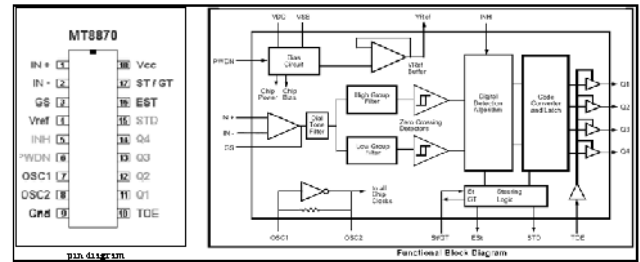 MT8870
IN + 1
18 Vcc
IN - 2
17 ST / GT
GS 3
16 EST
Vref 4
15 STD
INH 5
14 Q4
PWDN 6
13 Q3
OSC1 7
12 Q2
OSC2 8
11 Q1
Gnd 9
10 TOE
pin diagram
VDD
VSS
VRef
INH
PWDN
Bias
Circuit
VRef
Buffer
Chip
Power
Chip
Bias
High Group
Filter
Digital
Detection
Algorithm
Code
Converter
and Latch
Q1
Q2
Q3
Q4
IN +
IN -
GS
Dial
Tone
Filter
Zero Crossing
Detectors
Low Group
Filter
to all
Chip
Clocks
St
GT
Steering
Logic
OSC1
OSC2
St/GT
ESt
STD
TOE
Functional Block Diagram